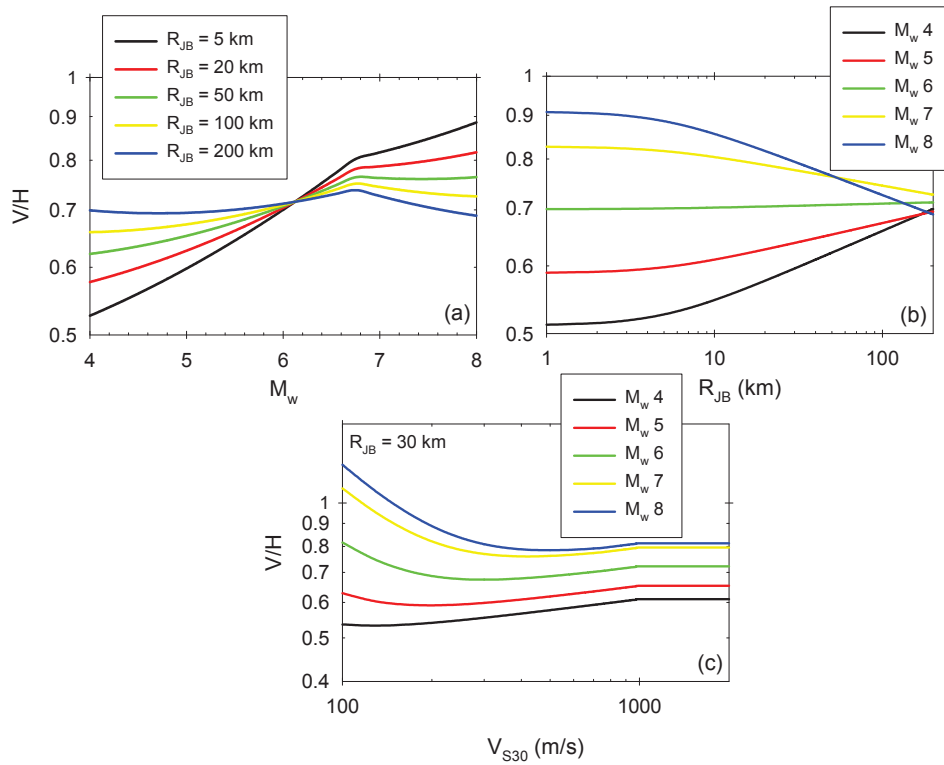 R_JB = 5 km
R_JB = 20 km
R_JB = 50 km
R_JB = 100 km
R_JB = 200 km
1
0.9
0.8
0.7
0.6
0.5
V/H
(a)
4 5 6 7 8
M_w
M_w 4
M_w 5
M_w 6
M_w 7
M_w 8
1
0.9
0.8
0.7
0.6
0.5
(b)
1 10 100
R_JB (km)
R_JB = 30 km
M_w 4
M_w 5
M_w 6
M_w 7
M_w 8
1
0.9
0.8
0.7
0.6
0.5
0.4
V/H
(c)
100 1000
V_S30 (m/s)